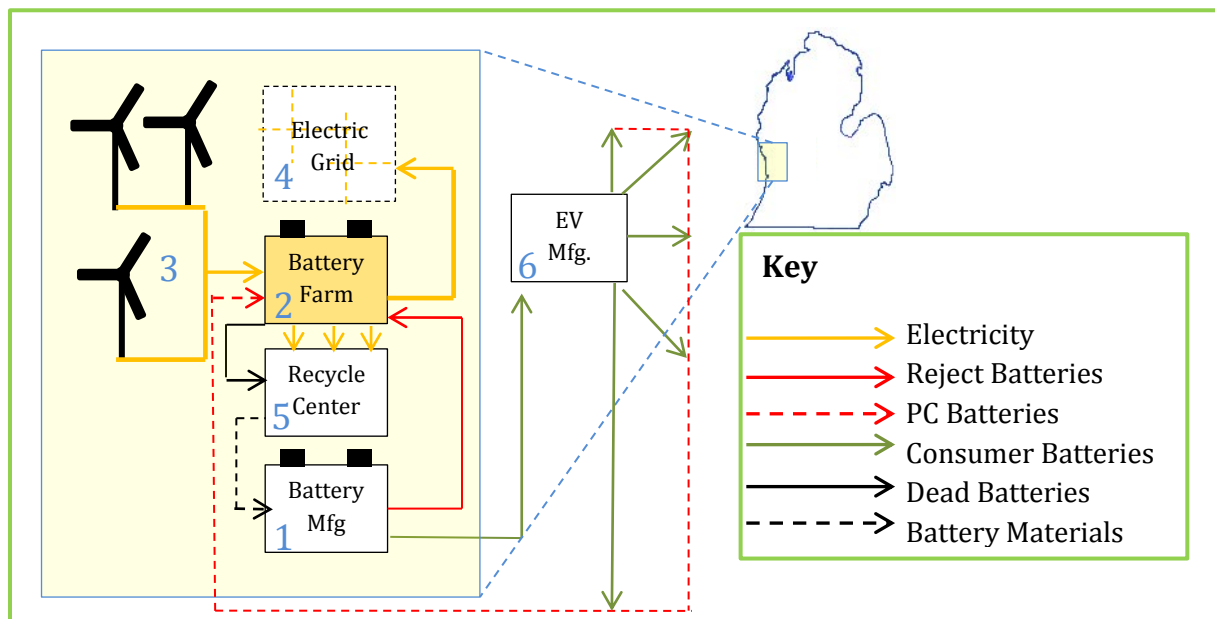 Electric
Grid
4
3
Battery
Farm
2
Recycle
Center
5
Battery
Mfg
1
EV
Mfg.
6
Key
Electricity
Reject Batteries
PC Batteries
Consumer Batteries
Dead Batteries
Battery Materials